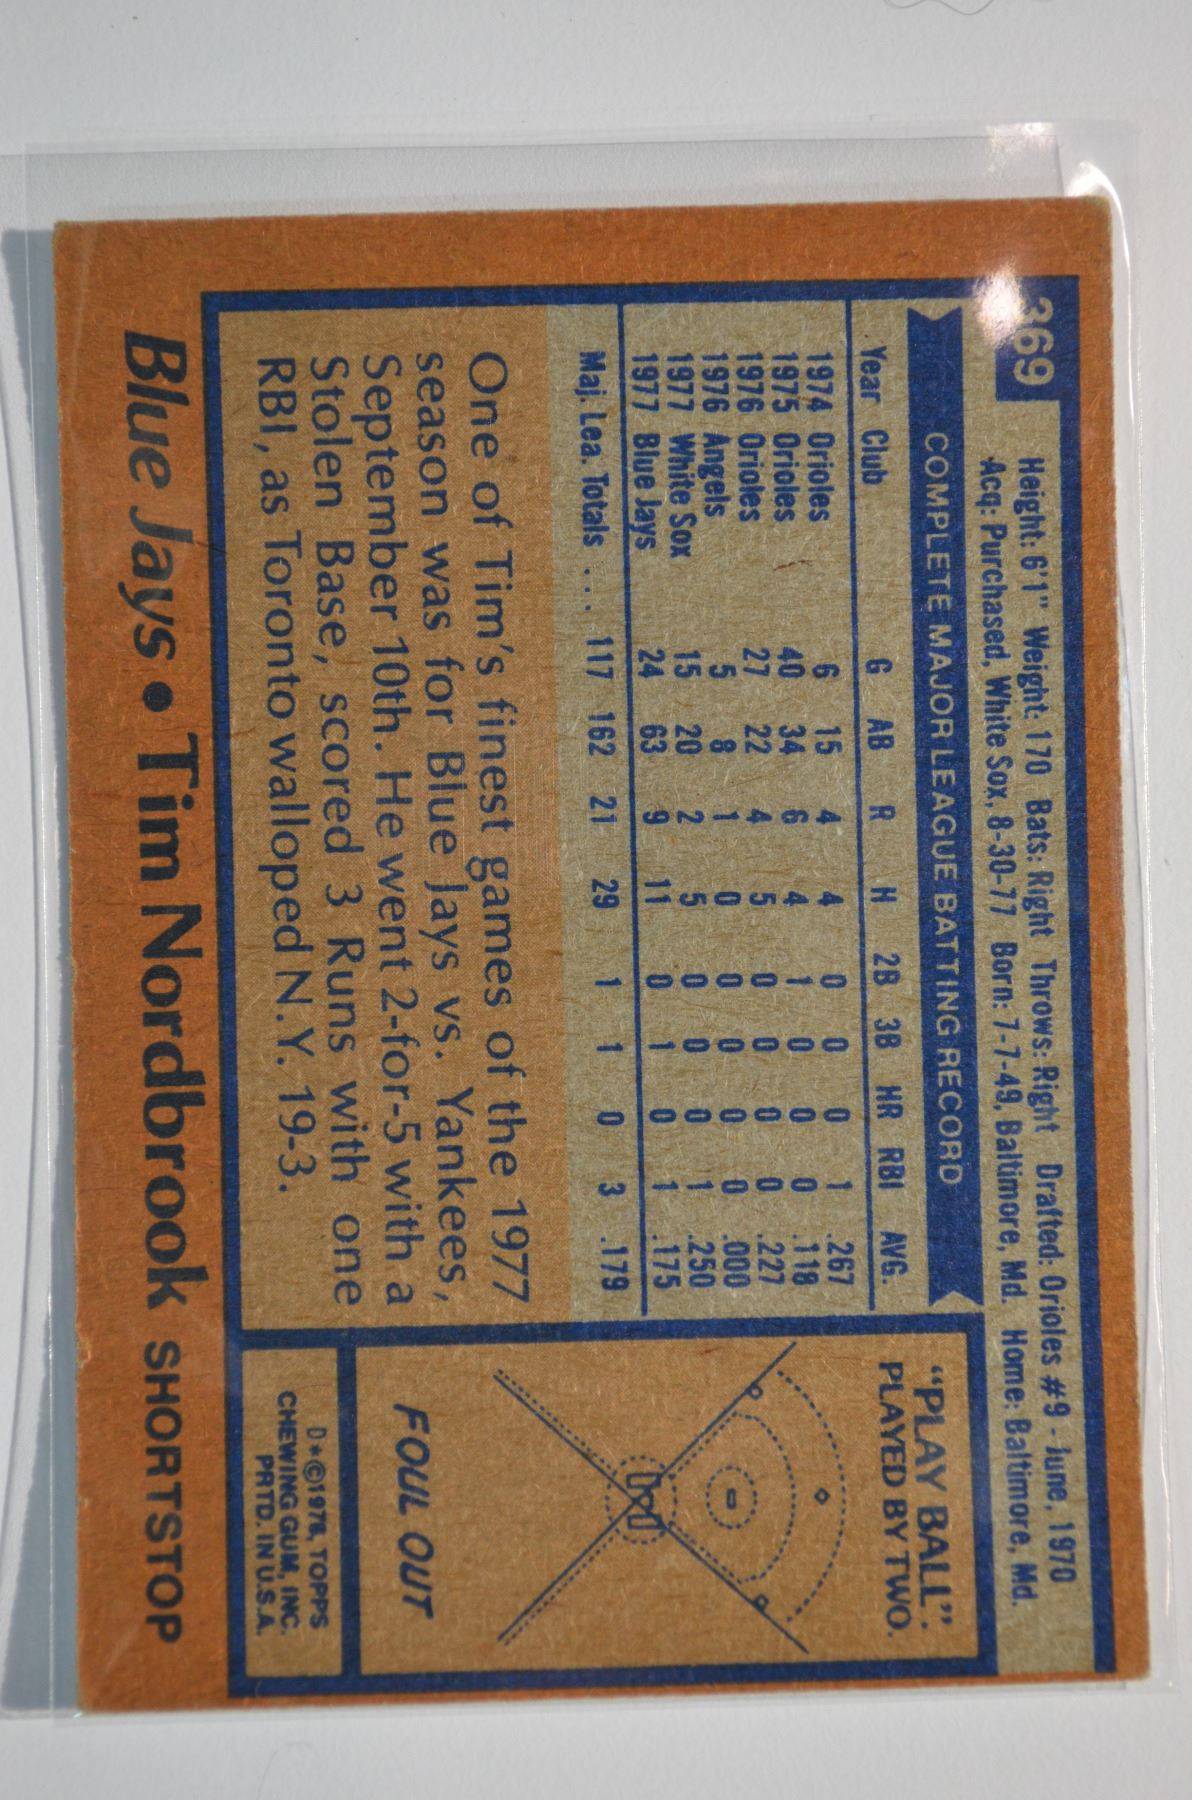 369
Height: 6'1" Weight: 170 Bats: Right Throws: Right Drafted: Orioles #9 - June, 1970
Acq: Purchased, White Sox, 8-30-77 Born: 7-7-49, Baltimore, Md. Home: Baltimore, Md.
COMPLETE MAJOR LEAGUE BATTING RECORD
Year Club G AB R H 2B 3B HR RBI AVG.
1974 Orioles 6 15 4 4 0 0 0 1 .267
1975 Orioles 40 34 6 4 1 0 0 0 .118
1976 Orioles 27 22 4 5 0 0 0 0 .227
1976 Angels 5 8 1 0 0 0 0 0 .000
1977 White Sox 15 20 2 5 0 0 0 1 .250
1977 Blue Jays 24 63 9 11 0 1 0 1 .175
Maj. Lea. Totals ... 117 162 21 29 1 1 0 3 .179
One of Tim's finest games of the 1977
season was for Blue Jays vs. Yankees,
September 10th. He went 2-for-5 with a
Stolen Base, scored 3 Runs with one
RBI, as Toronto walloped N.Y. 19-3.
"PLAY BALL":
PLAYED BY TWO.
FOUL OUT
D*©1978, TOPPS
CHEWING GUM, INC.
PRTD. IN U.S.A.
Blue Jays • Tim Nordbrook SHORTSTOP